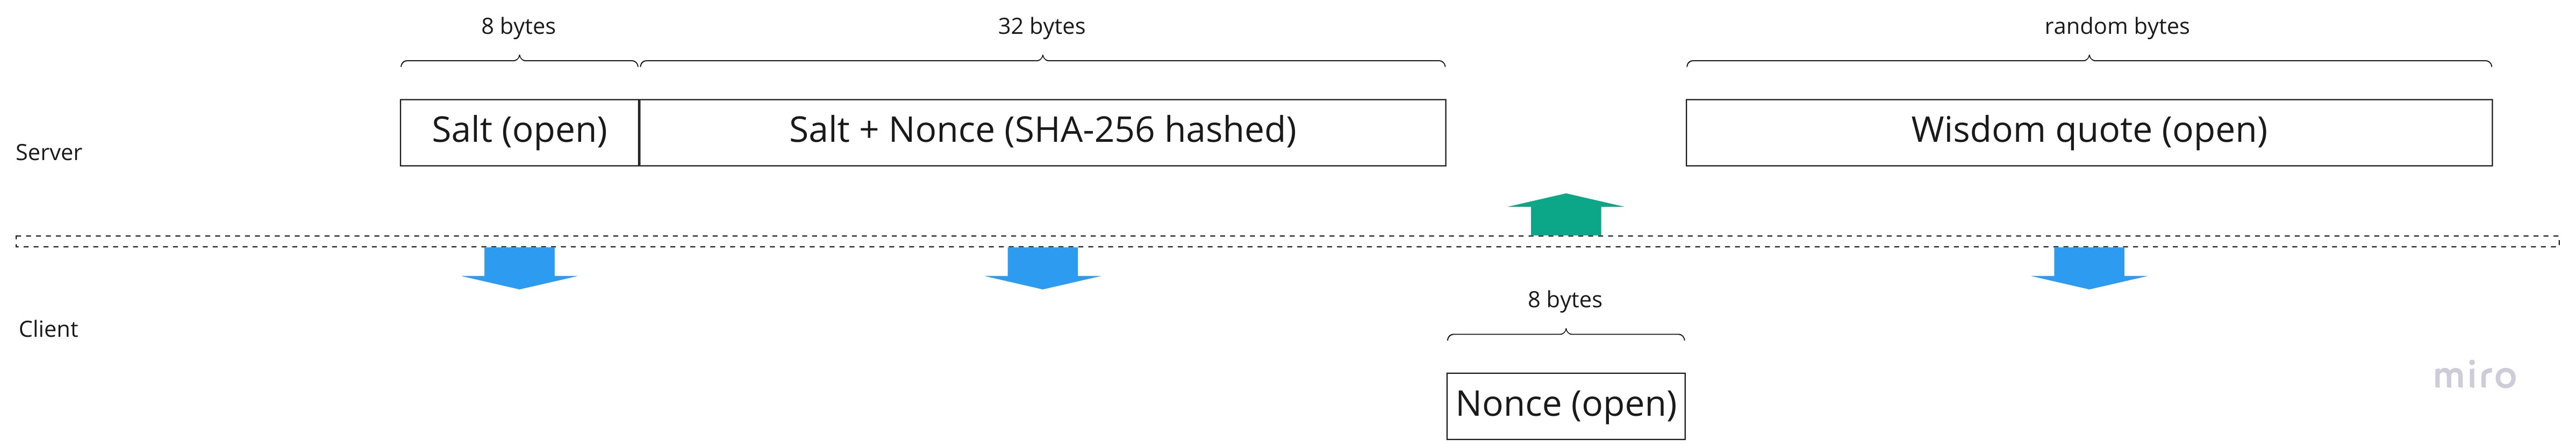 8 bytes
32 bytes
random bytes
Server
Salt (open)
Salt + Nonce (SHA-256 hashed)
Wisdom quote (open)
Client
8 bytes
Nonce (open)
miro